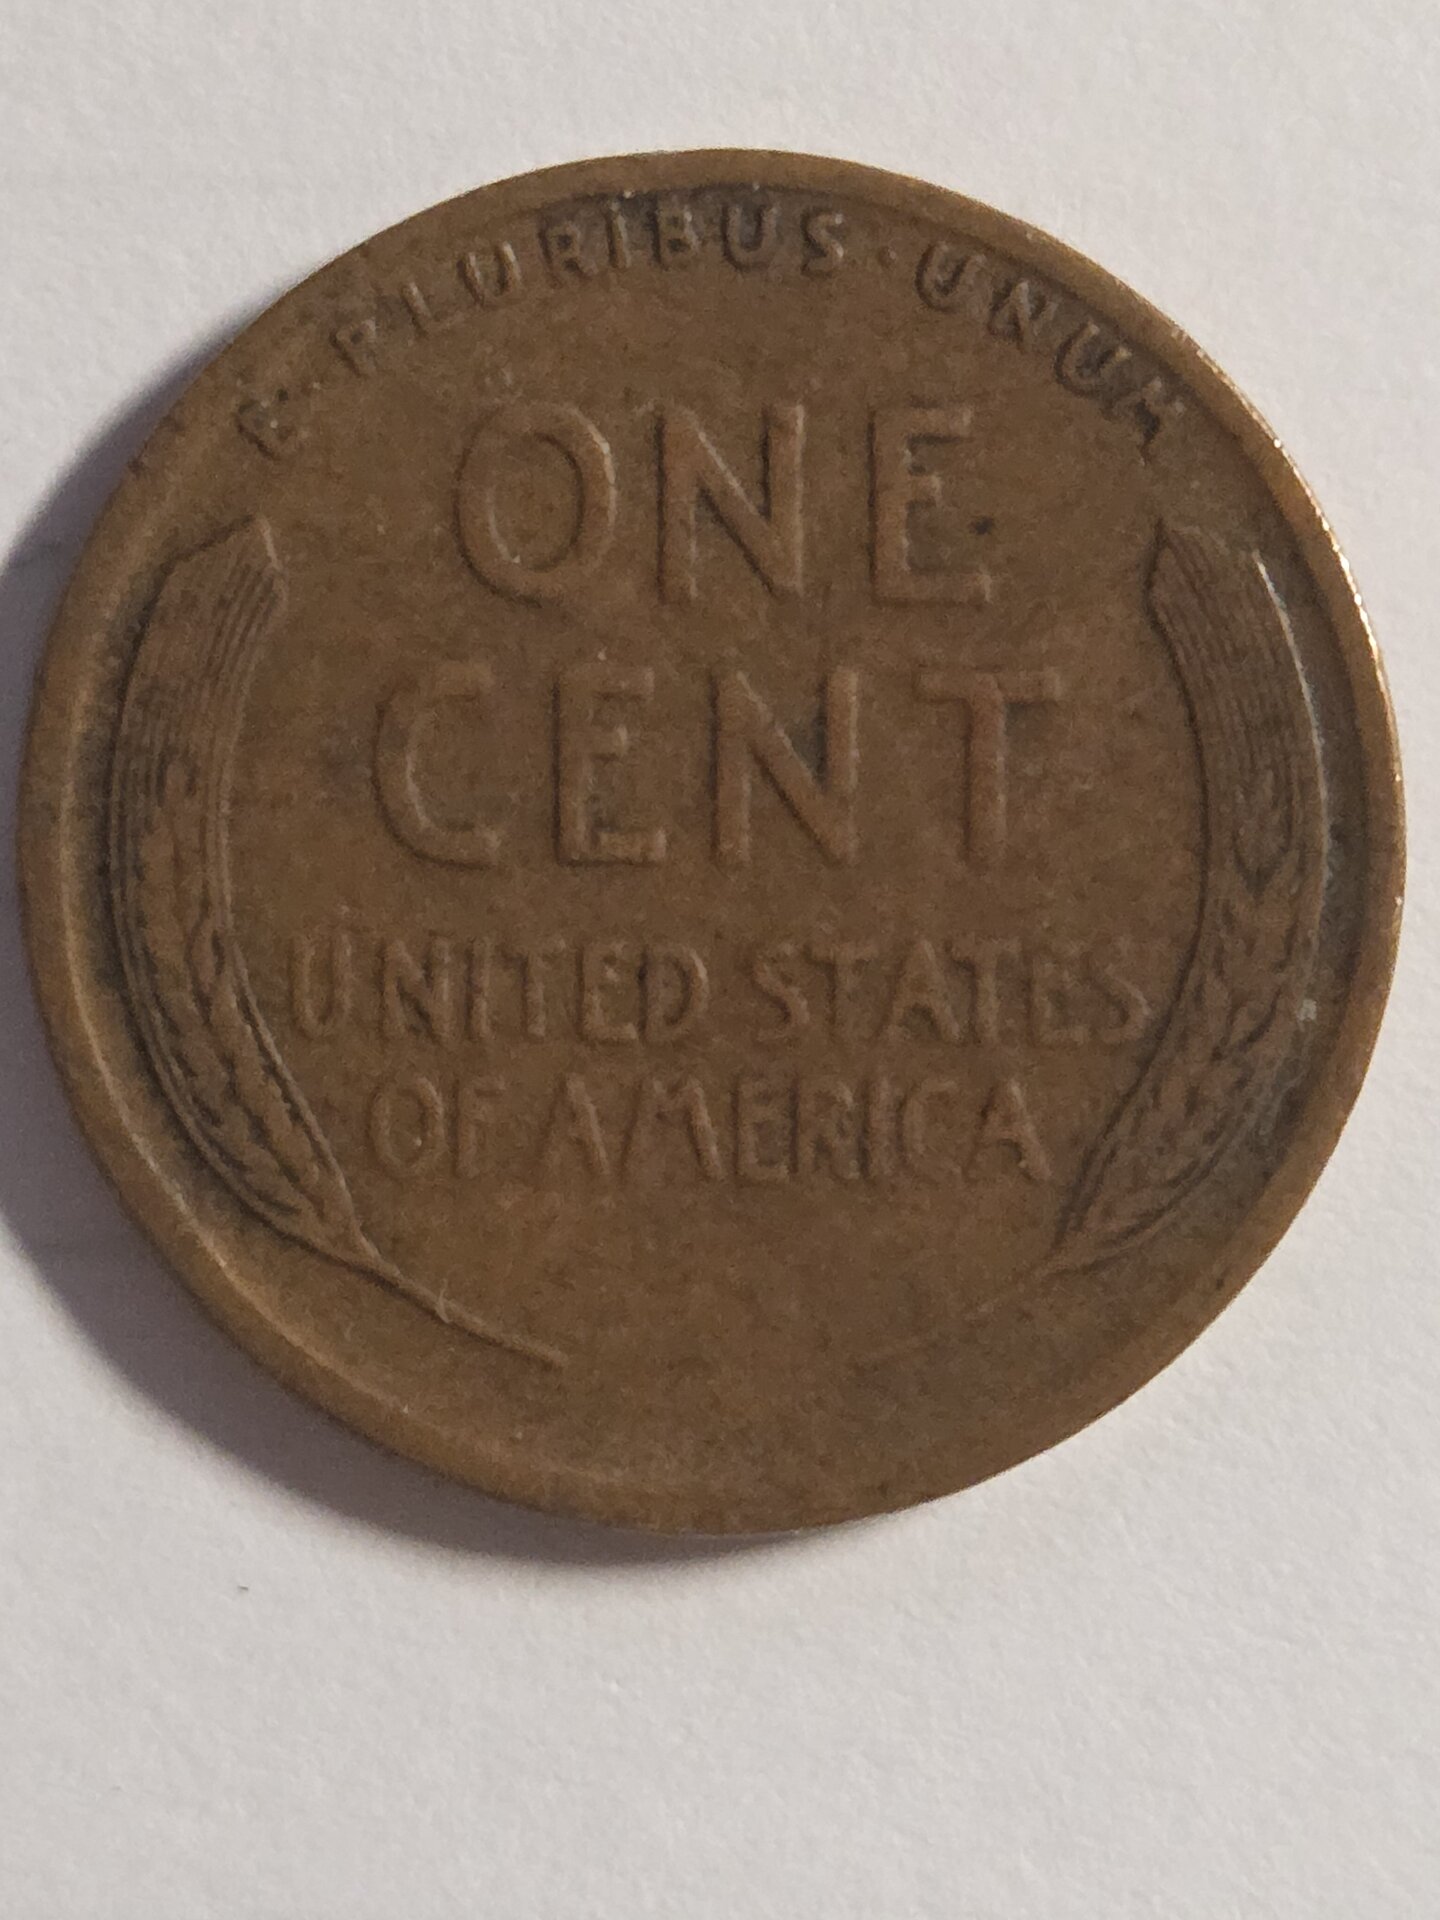 E · PLURIBUS · UNUM
ONE
CENT
UNITED STATES
OF AMERICA